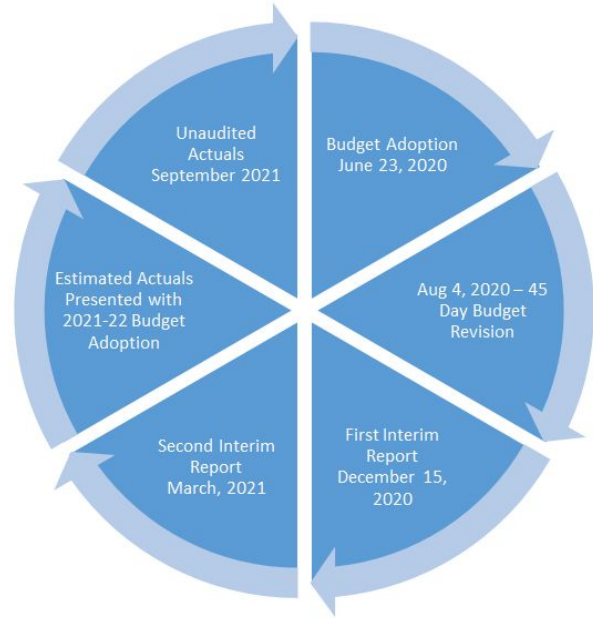 Budget Adoption
June 23, 2020
Aug 4, 2020 – 45
Day Budget
Revision
First Interim
Report
December 15,
2020
Second Interim
Report
March, 2021
Estimated Actuals
Presented with
2021-22 Budget
Adoption
Unaudited
Actuals
September 2021